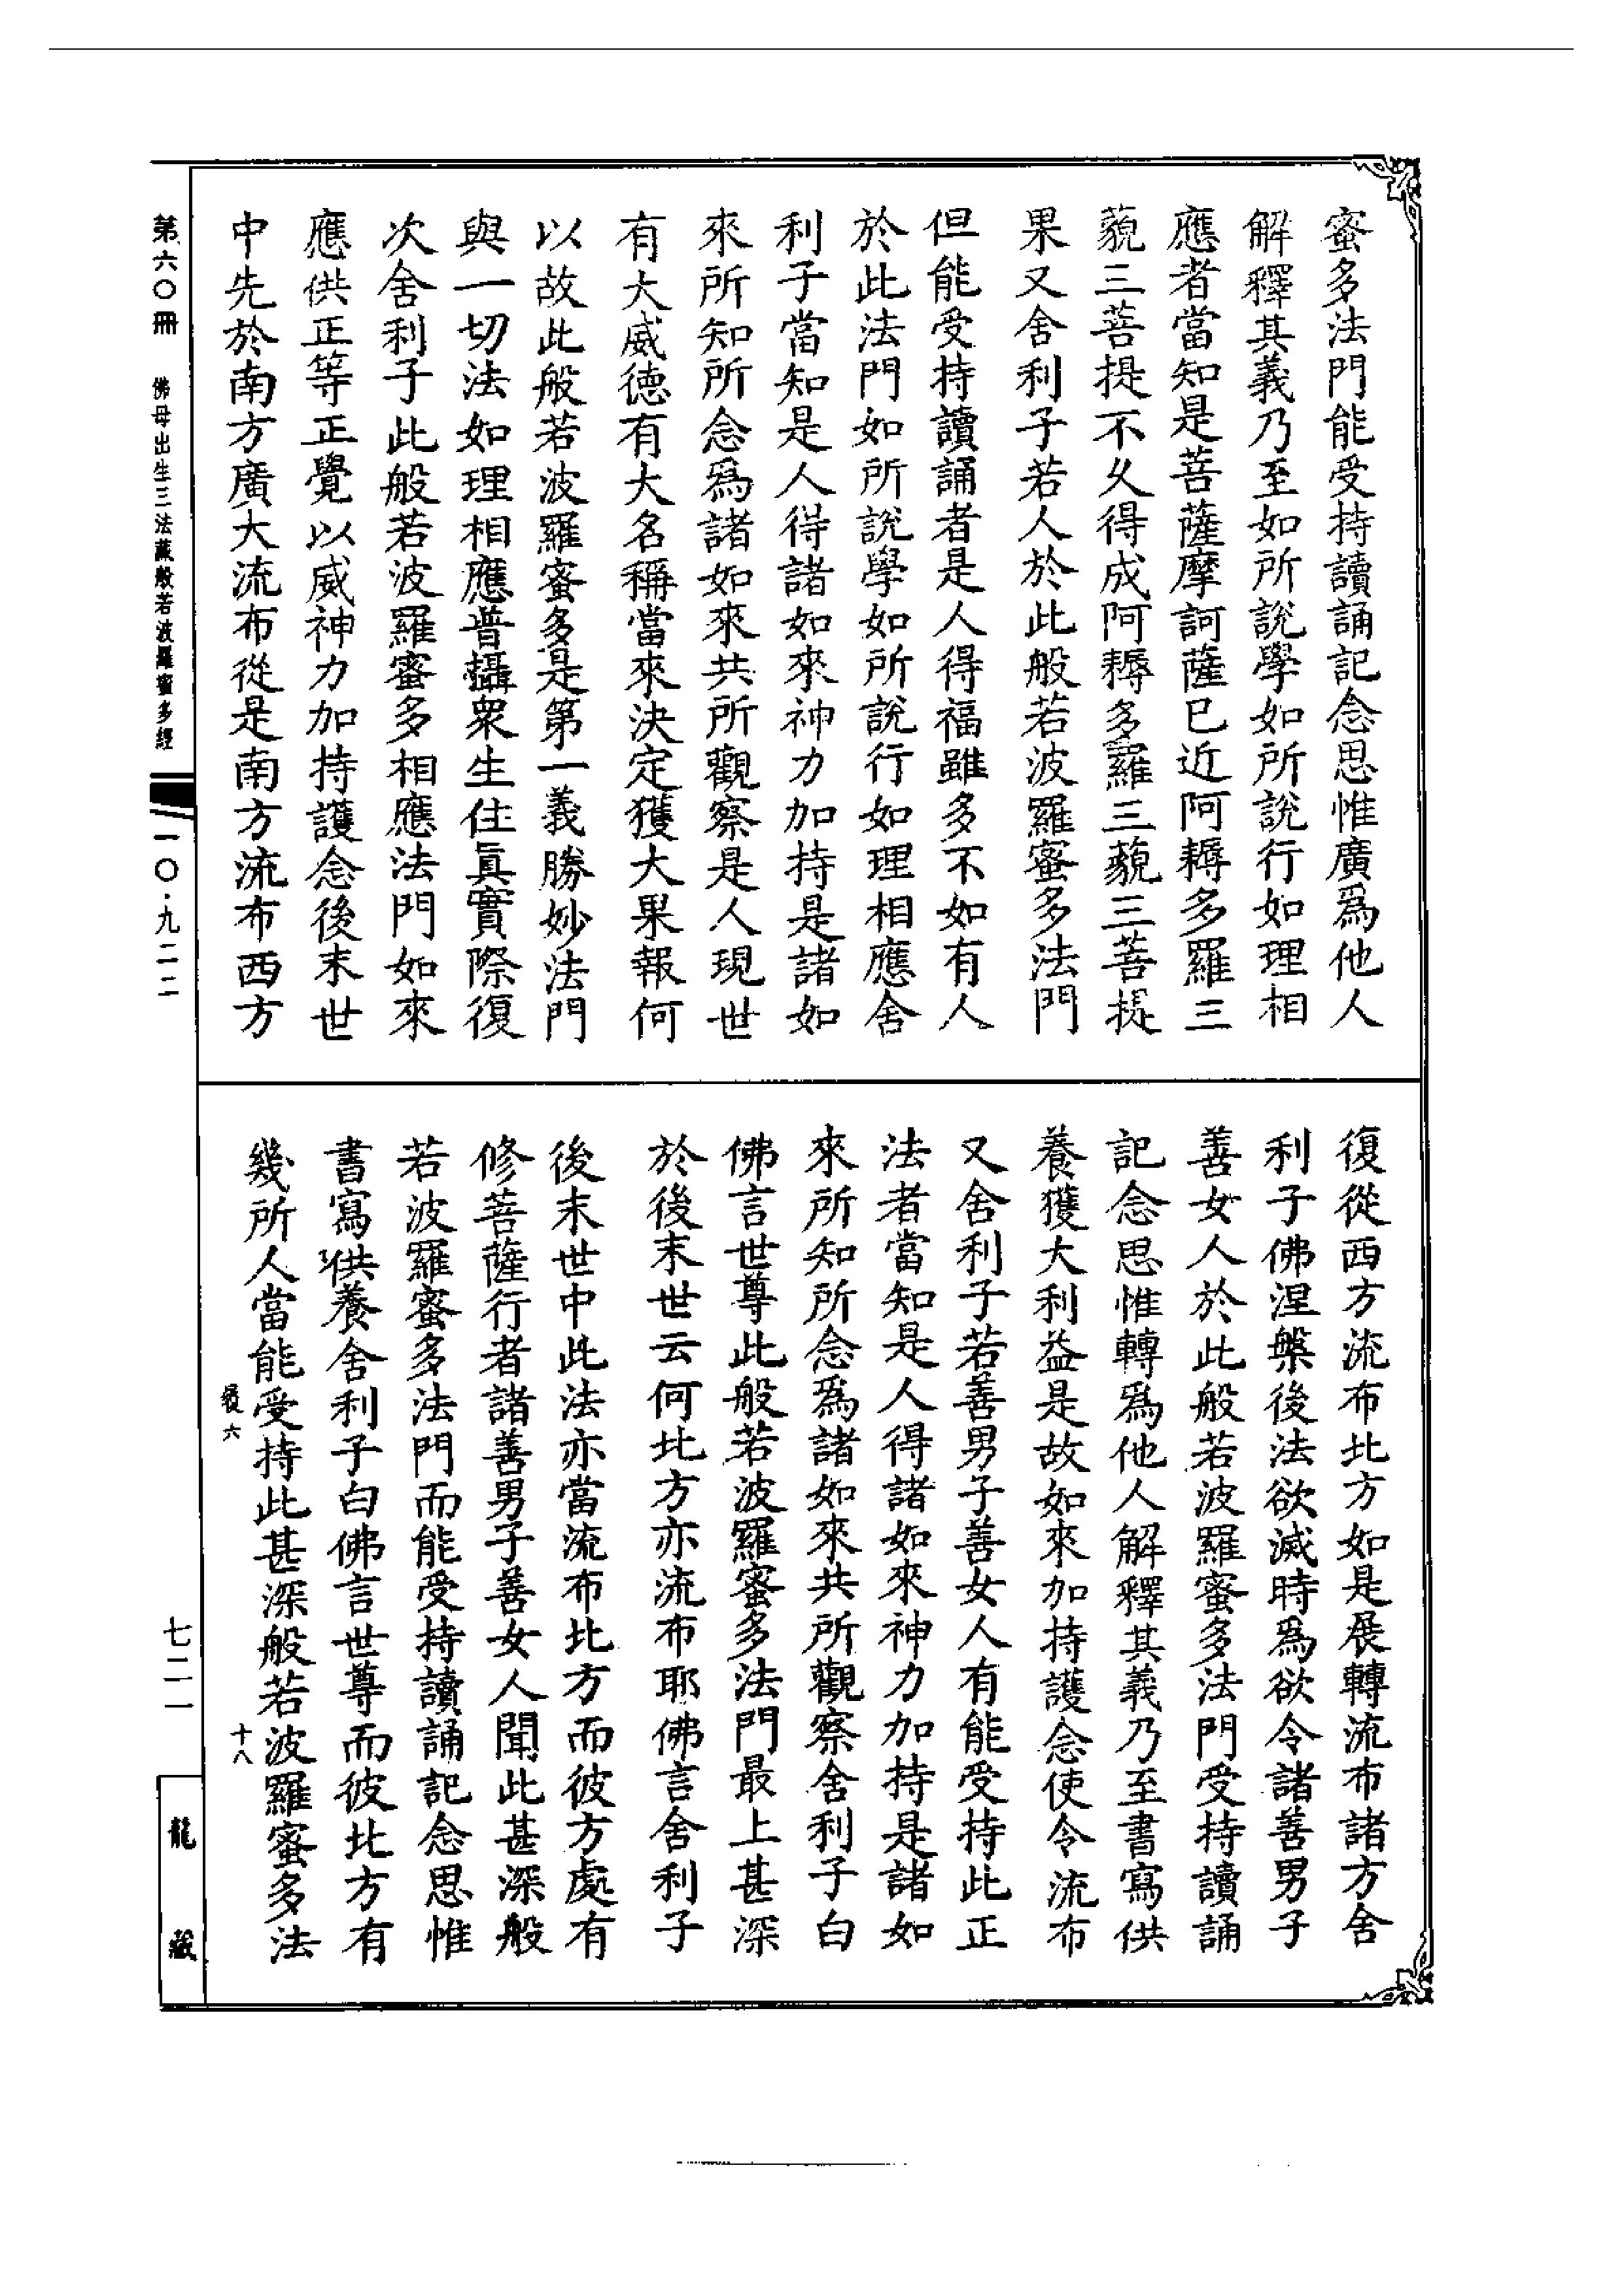 蜜多法門能受持讀誦記念思惟廣爲他人
解釋其義乃至如所說學如所說行如理相
應者當知是菩薩摩訶薩已近阿耨多羅三
藐三菩提不久得成阿耨多羅三藐三菩提
果又舍利子若人於此般若波羅蜜多法門
但能受持讀誦者是人得福雖多不如有人
於此法門如所說學如所說行如理相應舍
利子當知是人得諸如來神力加持是諸如
來所知所念爲諸如來共所觀察是人現世
有大威德有大名稱當來決定獲大果報何
以故此般若波羅蜜多是第一義勝妙法門
與一切法如理相應普攝衆生住眞實際復
次舍利子此般若波羅蜜多相應法門如來
應供正等正覺以威神力加持護念後末世
中先於南方廣大流布從是南方流布西方
復從西方流布北方如是展轉流布諸方舍
利子佛涅槃後法欲滅時爲欲令諸善男子
善女人於此般若波羅蜜多法門受持讀誦
記念思惟轉爲他人解釋其義乃至書寫供
養獲大利益是故如來加持護念使令流布
又舍利子若善男子善女人有能受持此正
法者當知是人得諸如來神力加持是諸如
來所知所念爲諸如來共所觀察舍利子白
佛言世尊此般若波羅蜜多法門最上甚深
於後末世云何北方亦流布耶佛言舍利子
後末世中此法亦當流布北方而彼方處有
修菩薩行者諸善男子善女人聞此甚深般
若波羅蜜多法門而能受持讀誦記念思惟
書寫供養舍利子白佛言世尊而彼北方有
幾所人當能受持此甚深般若波羅蜜多法
六 十八
第六〇冊 佛母出生三法藏般若波羅蜜多經 一〇·九二二
七二一
龍藏